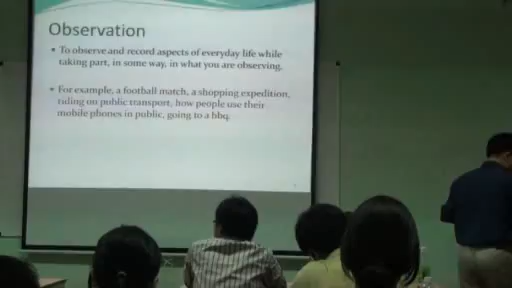 Observation
• To observe and record aspects of everyday life while
taking part, in some way, in what you are observing.
• For example, a football match, a shopping expedition,
riding on public transport, how people use their
mobile phones in public, going to a bbq.